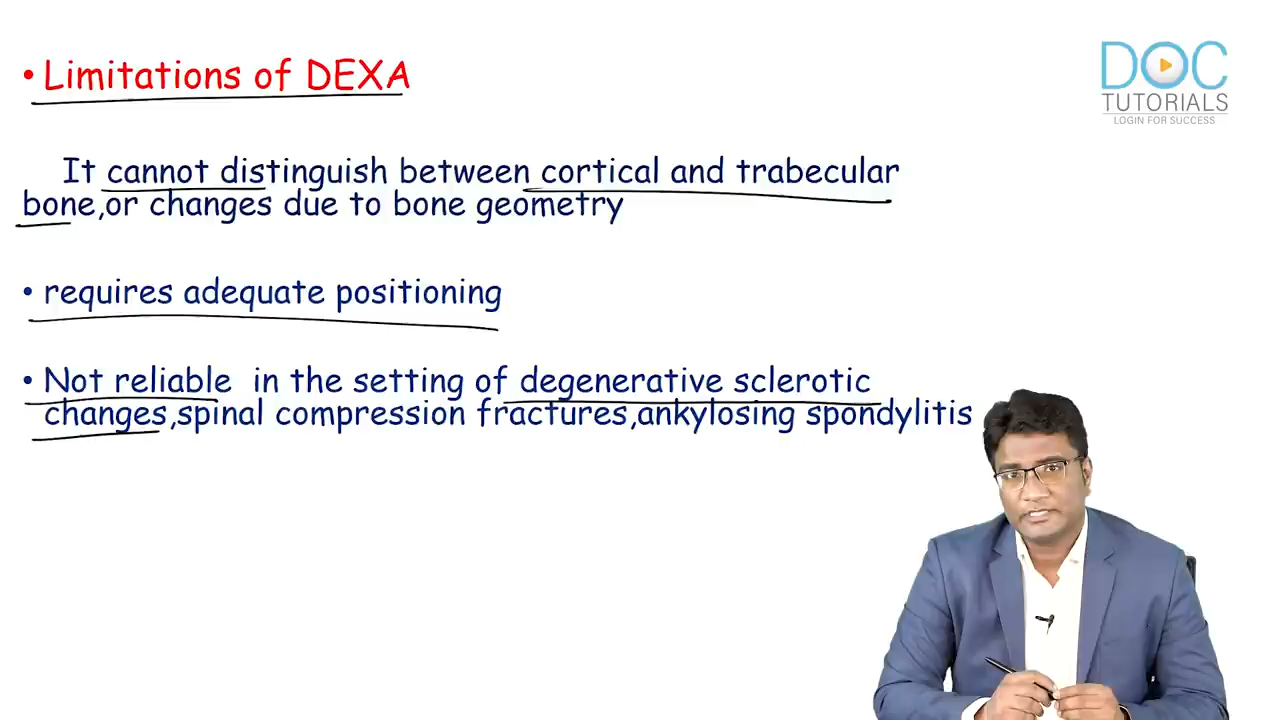 • Limitations of DEXA
DOC
TUTORIALS
LOGIN FOR SUCCESS
It cannot distinguish between cortical and trabecular
bone,or changes due to bone geometry
• requires adequate positioning
• Not reliable in the setting of degenerative sclerotic
changes,spinal compression fractures,ankylosing spondylitis